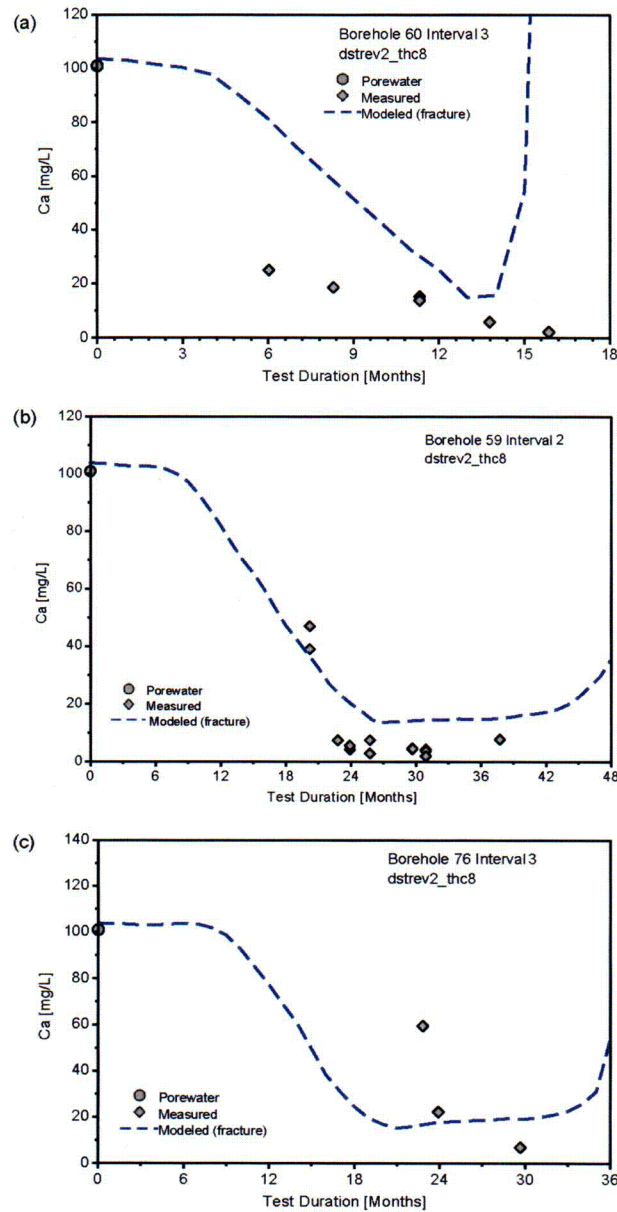 (a)
Borehole 60 Interval 3
dstrev2_thc8
Porewater
Measured
Modeled (fracture)
Ca [mg/L]
120
100
80
60
40
20
0
0 3 6 9 12 15 18
Test Duration [Months]
(b)
Borehole 59 Interval 2
dstrev2_thc8
Ca [mg/L]
120
100
80
60
40
20
0
Porewater
Measured
Modeled (fracture)
0 6 12 18 24 30 36 42 48
Test Duration [Months]
(c)
Borehole 76 Interval 3
dstrev2_thc8
Ca [mg/L]
140
120
100
80
60
40
20
0
Porewater
Measured
Modeled (fracture)
0 12 24 36
Test Duration [Months]